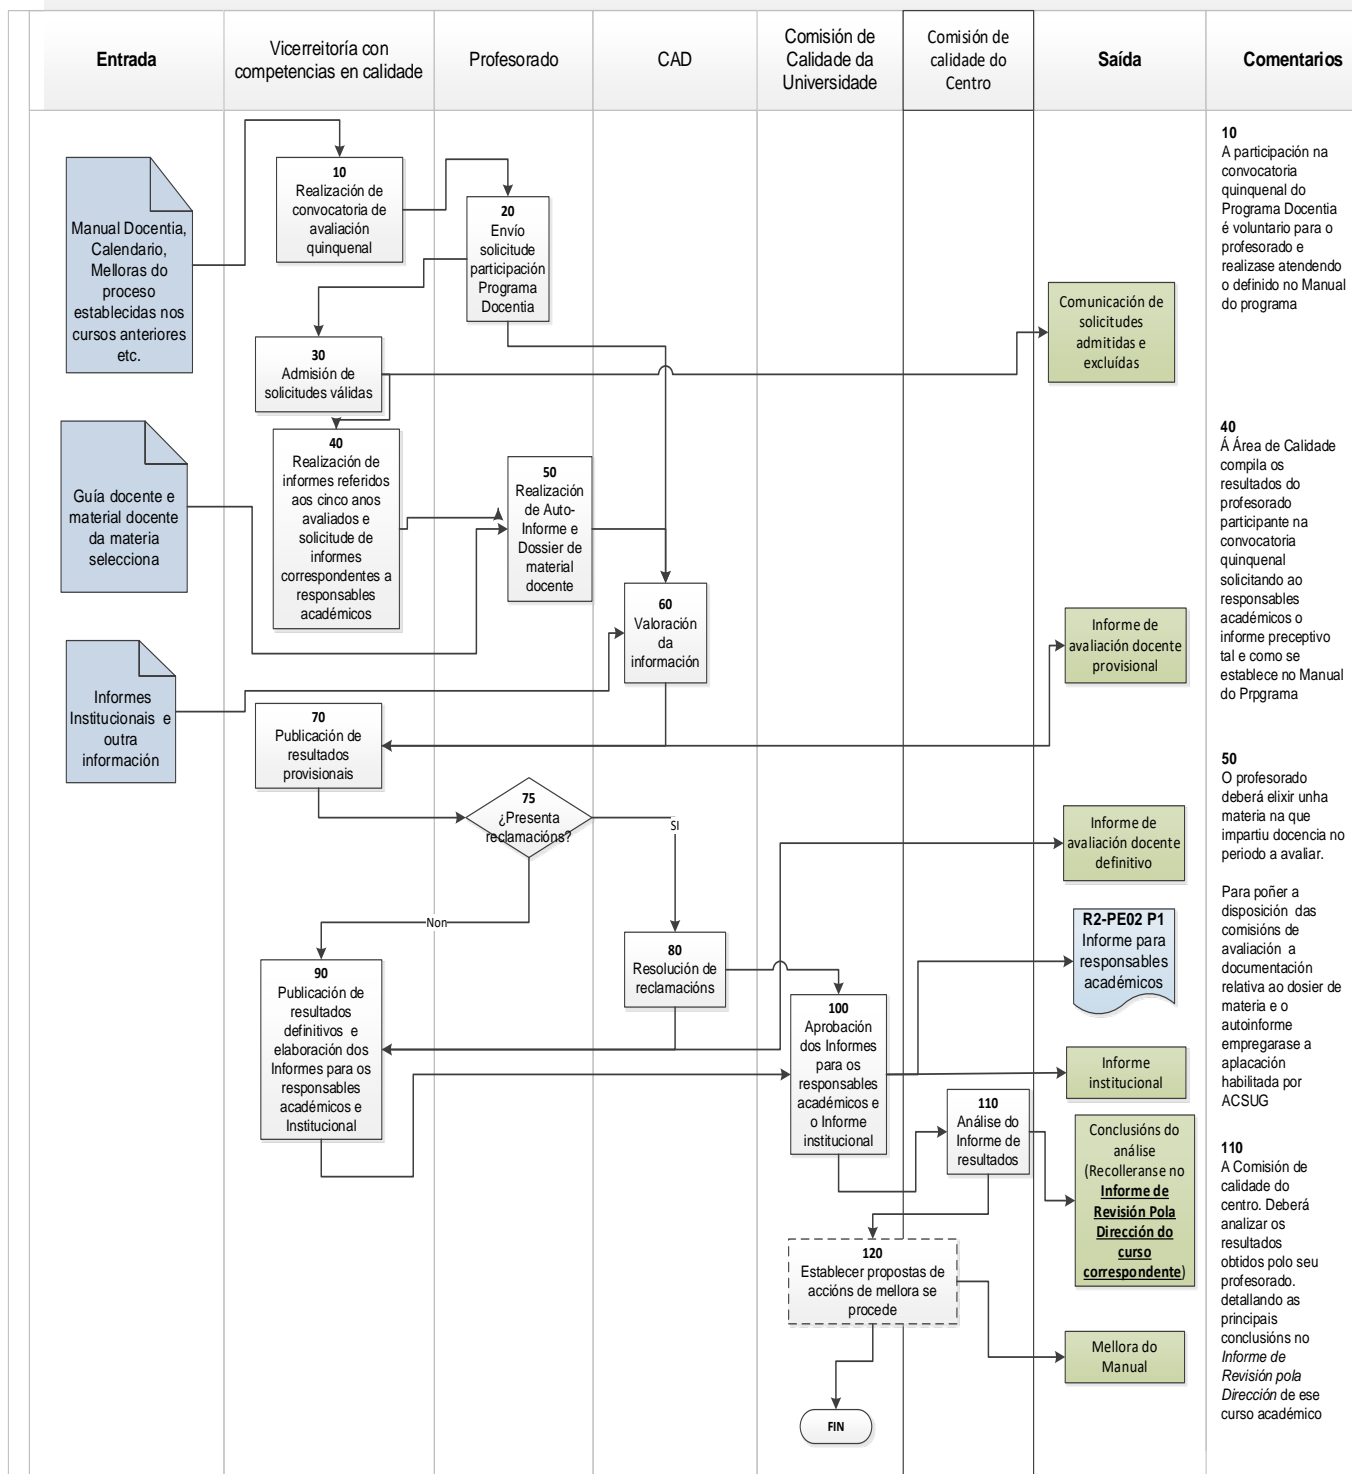 Entrada
Vicerreitoría con
competencias en calidade
Profesorado
CAD
Comisión de
Calidade da
Universidade
Comisión de
calidade do
Centro
Saída
Comentarios
Manual Docentia,
Calendario,
Melloras do
proceso
establecidas nos
cursos anteriores
etc.
10
Realización de
convocatoria de
avaliación
quinquenal
20
Envío
solicitude
participación
Programa
Docentia
30
Admisión de
solicitudes válidas
Comunicación de
solicitudes
admitidas e
excluídas
Guía docente e
material docente
da materia
selecciona
40
Realización de
informes referidos
aos cinco anos
avaliados e
solicitude de
informes
correspondentes a
responsables
académicos
50
Realización
de Auto-
Informe e
Dossier de
material
docente
60
Valoración
da
información
Informe de
avaliación docente
provisional
Informes
Institucionais e
outra
información
70
Publicación de
resultados
provisionais
75
¿Presenta
reclamacións?
SI
Non
Informe de
avaliación docente
definitivo
80
Resolución de
reclamacións
R2-PE02 P1
Informe para
responsables
académicos
90
Publicación de
resultados
definitivos e
elaboración dos
Informes para os
responsables
académicos e
Institucional
100
Aprobación
dos Informes
para os
responsables
académicos e
o Informe
institucional
Informe
institucional
110
Análise do
Informe de
resultados
Conclusións do
análise
(Recolleranse no
Informe de
Revisión Pola
Dirección do
curso
correspondente)
120
Establecer propostas de
accións de mellora se
procede
Mellora do
Manual
FIN
10
A participación na
convocatoria
quinquenal do
Programa Docentia
é voluntario para o
profesorado e
realizase atendendo
o definido no Manual
do programa
40
Á Área de Calidade
compila os
resultados do
profesorado
participante na
convocatoria
quinquenal
solicitando ao
responsables
académicos o
informe preceptivo
tal e como se
establece no Manual
do Prpgrama
50
O profesorado
deberá elixir unha
materia na que
impartiu docencia no
periodo a avaliar.
Para poñer a
disposición das
comisións de
avaliación a
documentación
relativa ao dosier de
materia e o
autoinforme
empregarase a
aplacación
habilitada por
ACSUG
110
A Comisión de
calidade do
centro. Deberá
analizar os
resultados
obtidos polo seu
profesorado.
detallando as
principais
conclusións no
Informe de
Revisión pola
Dirección de ese
curso académico